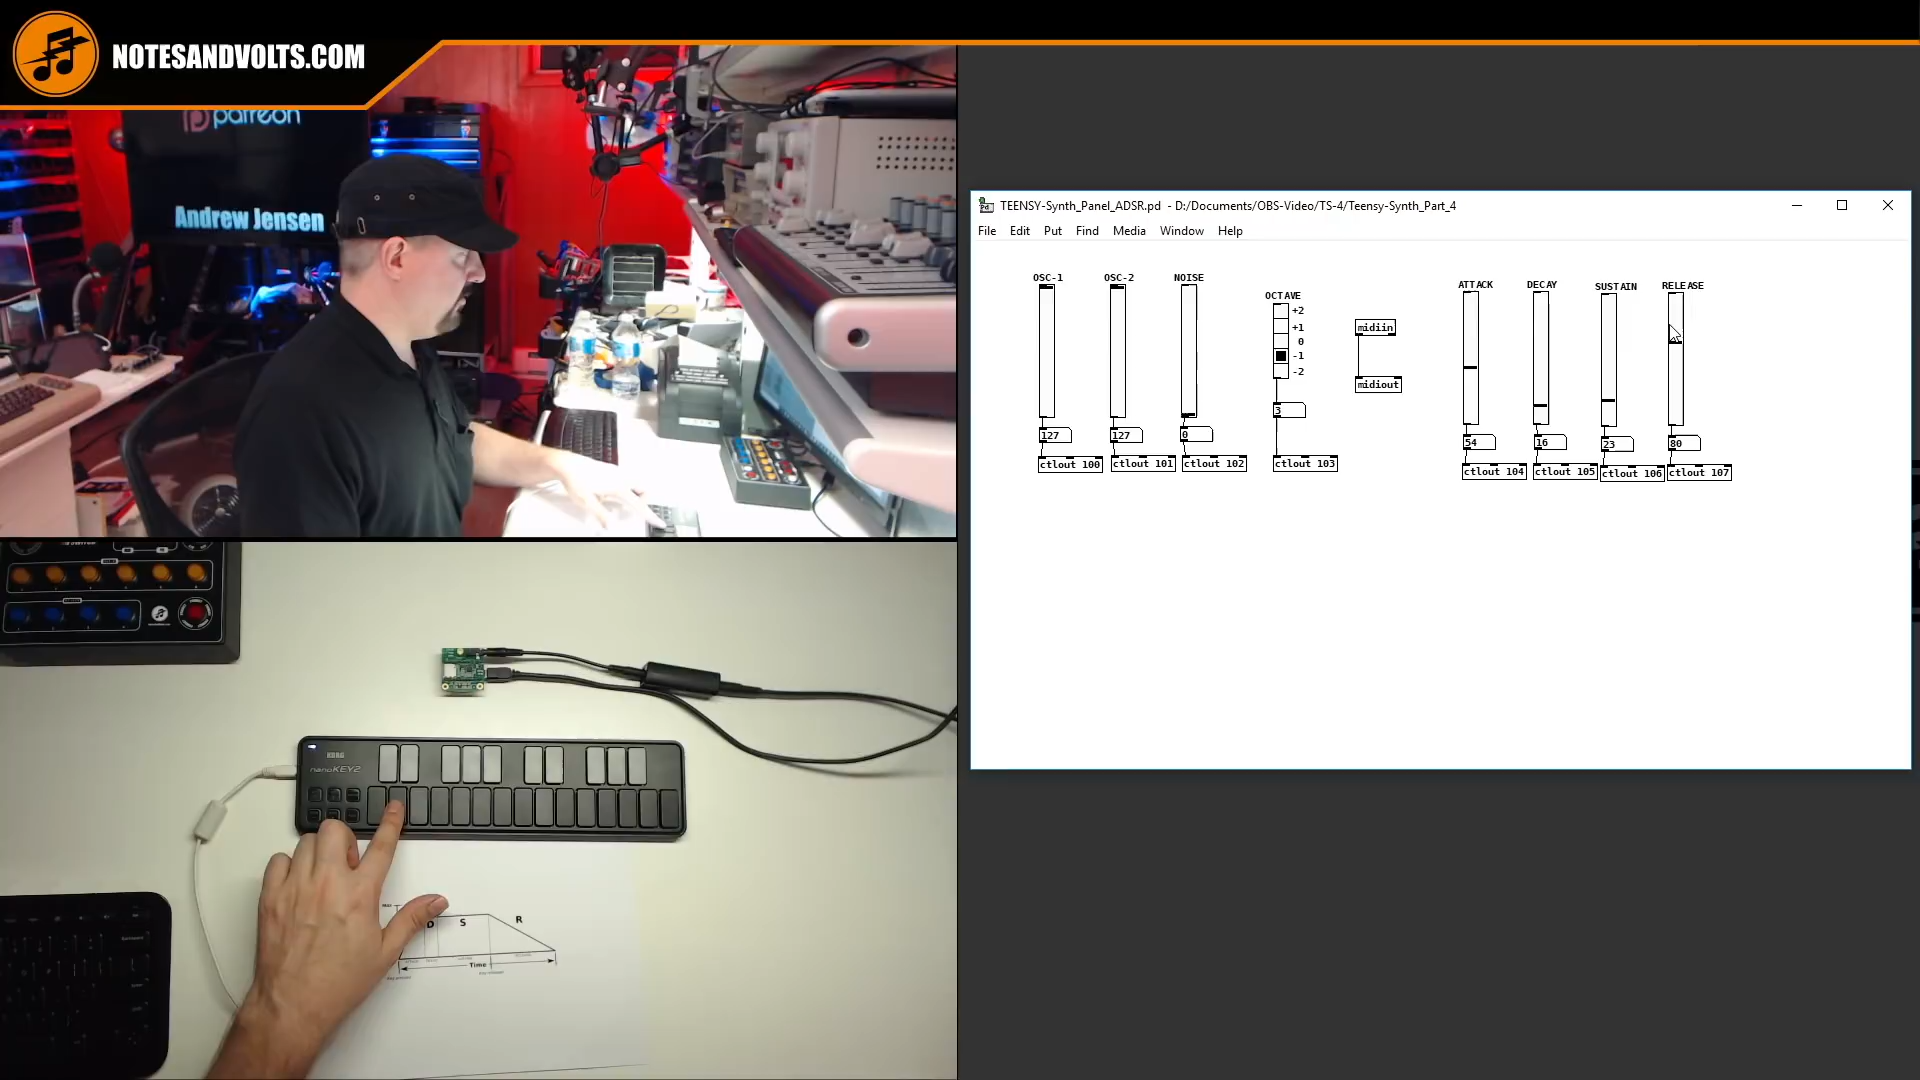 NOTESANDVOLTS.COM
patreon
Andrew Jensen
TEENSY-Synth_Panel_ADSR.pd - D:/Documents/OBS-Video/TS-4/Teensy-Synth_Part_4
File Edit Put Find Media Window Help
OSC-1 OSC-2 NOISE
OCTAVE
+2
+1
0
-1
-2
3
midiin
midiout
ATTACK DECAY SUSTAIN RELEASE
127 127 0
54 16 23 80
ctlout 100 ctlout 101 ctlout 102 ctlout 103
ctlout 104 ctlout 105 ctlout 106 ctlout 107
KORG
nanoKEY2
D S R
Time